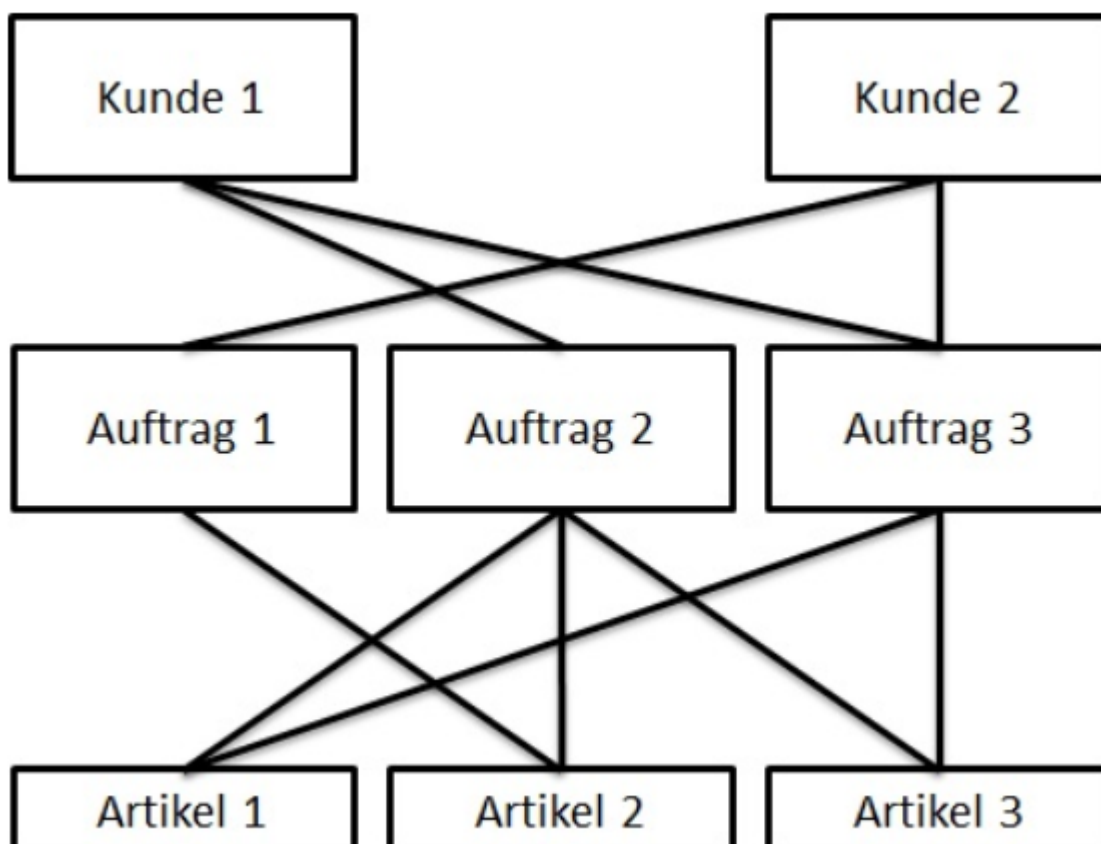 Kunde 1
Kunde 2
Auftrag 1
Auftrag 2
Auftrag 3
Artikel 1
Artikel 2
Artikel 3